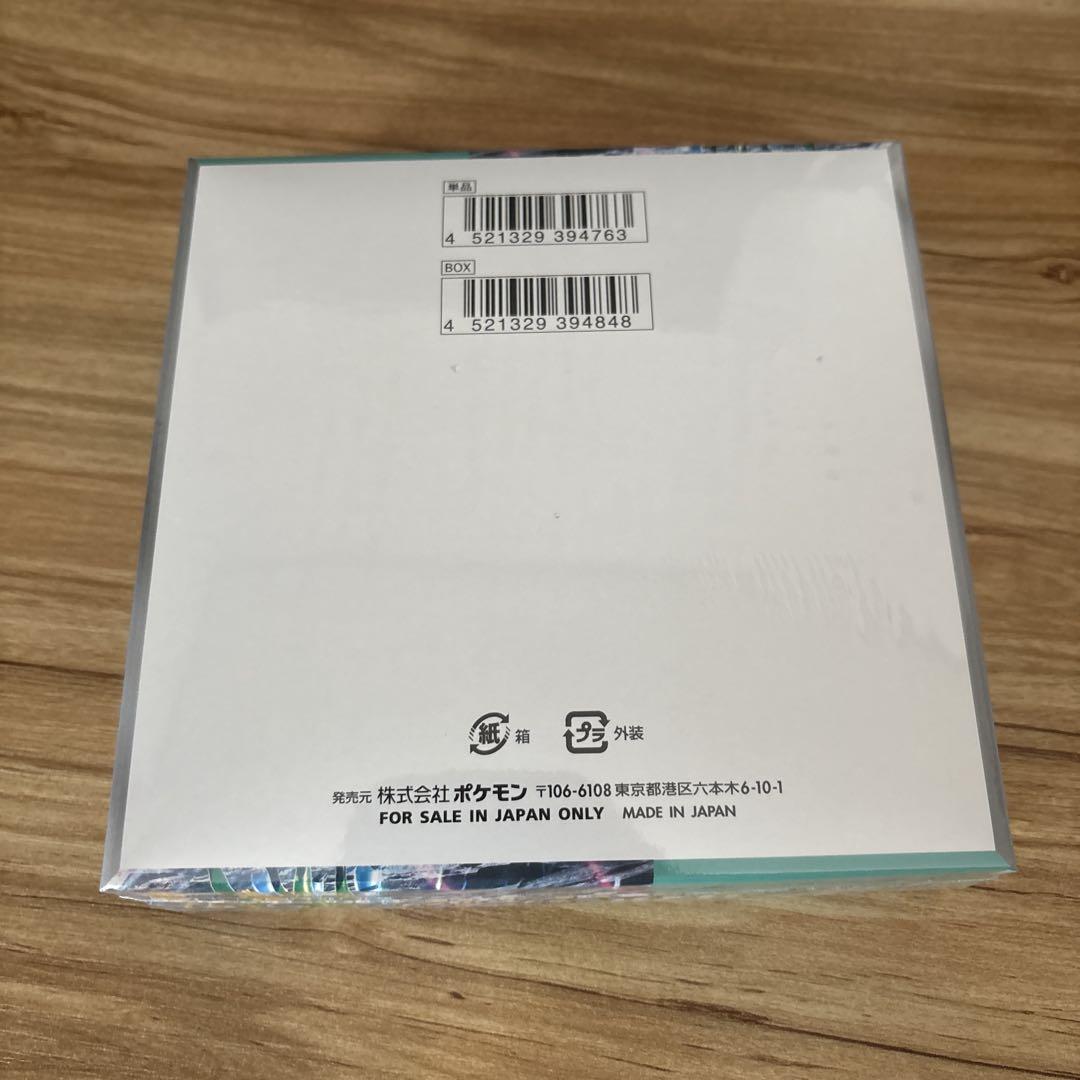 単品
4 521329 394763
BOX
4 521329 394848
紙 箱 プラ 外装
発売元 株式会社 ポケモン 〒106-6108 東京都港区六本木6-10-1
FOR SALE IN JAPAN ONLY MADE IN JAPAN